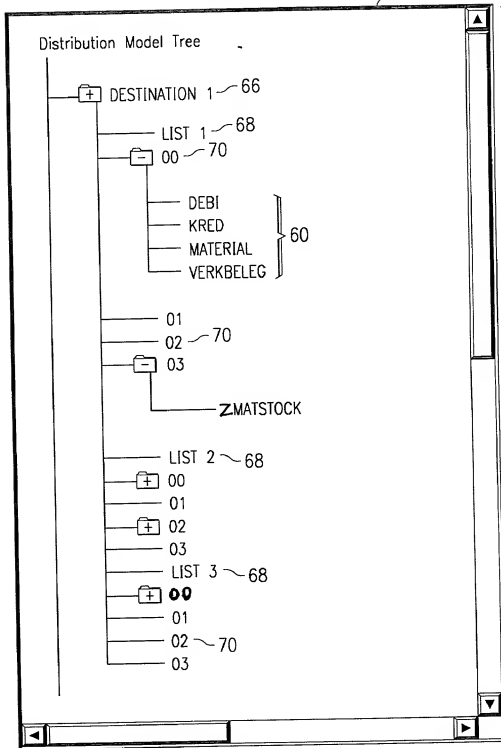 Distribution Model Tree
+ DESTINATION 1 66
LIST 1 68
- 00 70
DEBI
KRED
MATERIAL
VERKBELEG
60
01
02 70
- 03
ZMATSTOCK
LIST 2 68
+ 00
01
+ 02
03
LIST 3 68
+ 00
01
02 70
03